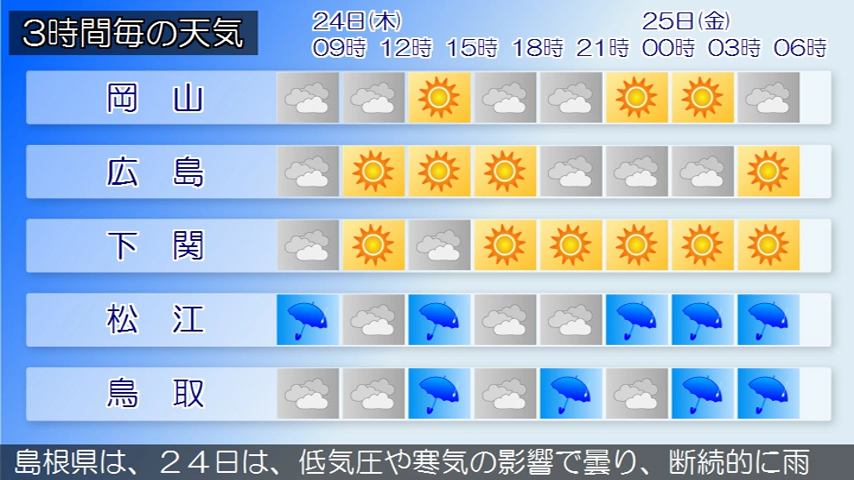 3時間毎の天気
24日(木) 25日(金)
09時 12時 15時 18時 21時 00時 03時 06時
岡 山
広 島
下 関
松 江
鳥 取
島根県は、２４日は、低気圧や寒気の影響で曇り、断続的に雨